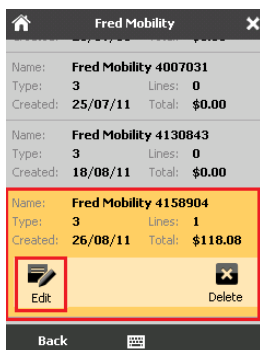 Fred Mobility
Name: Fred Mobility 4007031
Type: 3 Lines: 0
Created: 25/07/11 Total: $0.00
Name: Fred Mobility 4130843
Type: 3 Lines: 0
Created: 18/08/11 Total: $0.00
Name: Fred Mobility 4158904
Type: 3 Lines: 1
Created: 26/08/11 Total: $118.08
Edit Delete
Back